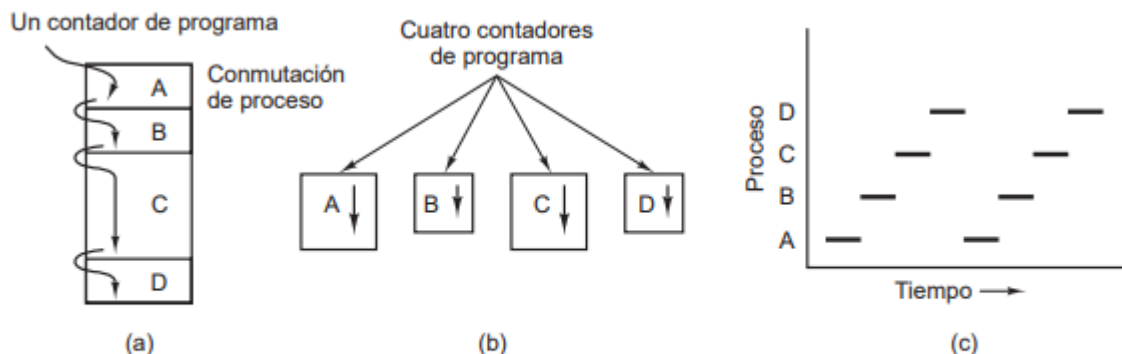 Un contador de programa
Conmutación
de proceso
A
B
C
D
(a)
Cuatro contadores
de programa
A
B
C
D
(b)
Proceso
D
C
B
A
Tiempo
(c)